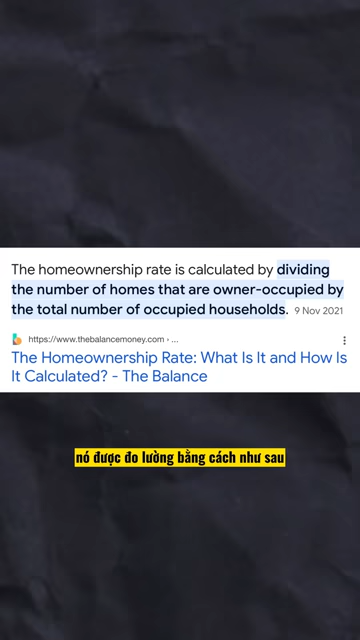 The homeownership rate is calculated by dividing
the number of homes that are owner-occupied by
the total number of occupied households. 9 Nov 2021
https://www.thebalancemoney.com › ...
The Homeownership Rate: What Is It and How Is
It Calculated? - The Balance
nó được đo lường bằng cách như sau